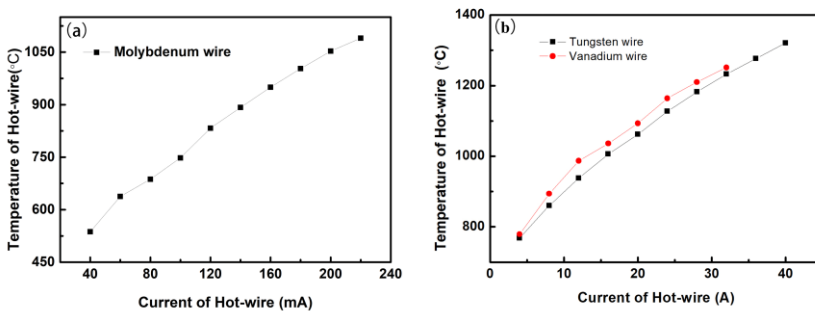 (a)
Molybdenum wire
Temperature of Hot-wire(°C)
1050
900
750
600
450
40 80 120 160 200 240
Current of Hot-wire (mA)
(b)
Tungsten wire
Vanadium wire
Temperature of Hot-wire (°C)
1400
1200
1000
800
0 10 20 30 40
Current of Hot-wire (A)